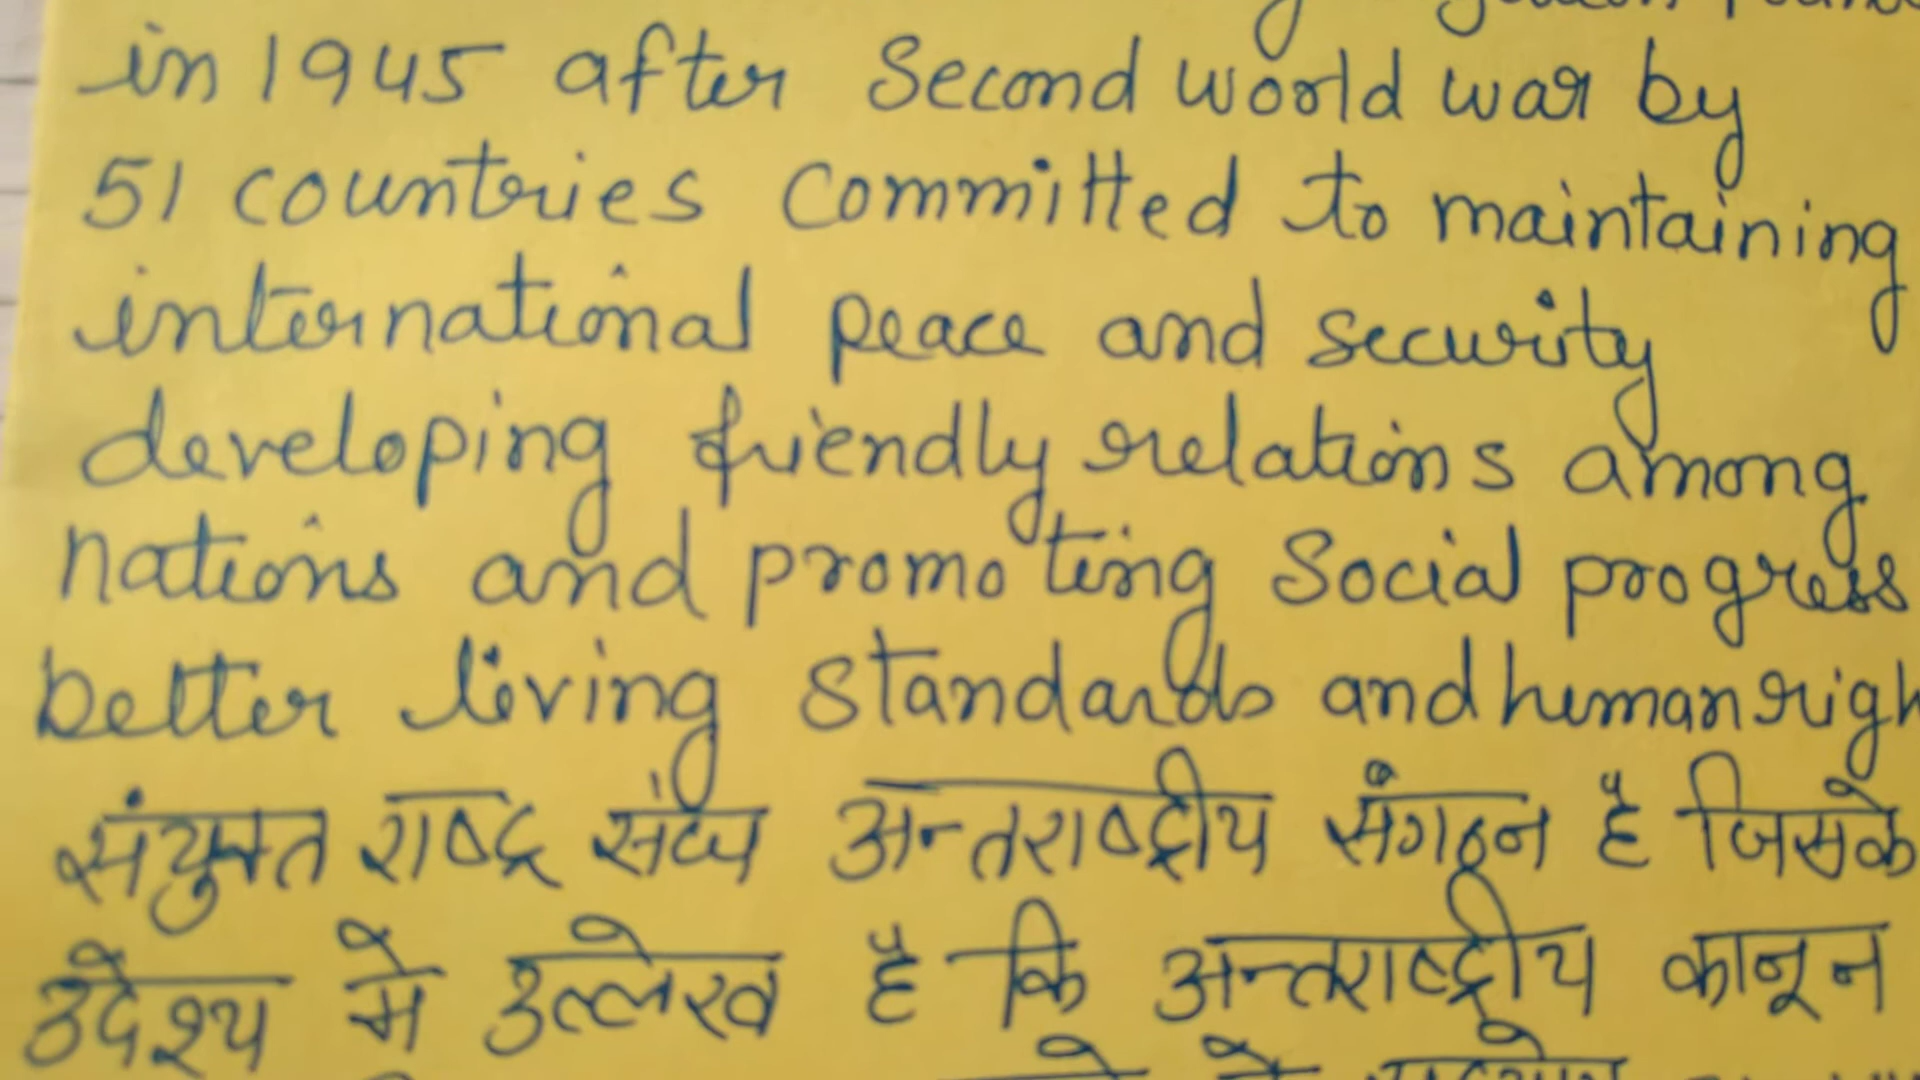 in 1945 after Second world war by
51 countries committed to maintaining
international peace and security
developing friendly relations among
nations and promoting Social progress
better living standards and human righ
संयुक्त राष्ट्र संघ अन्तराष्ट्रीय संगठन है जिसके
उदेश्य मे उल्लेख है कि अन्तराष्ट्रीय कानून